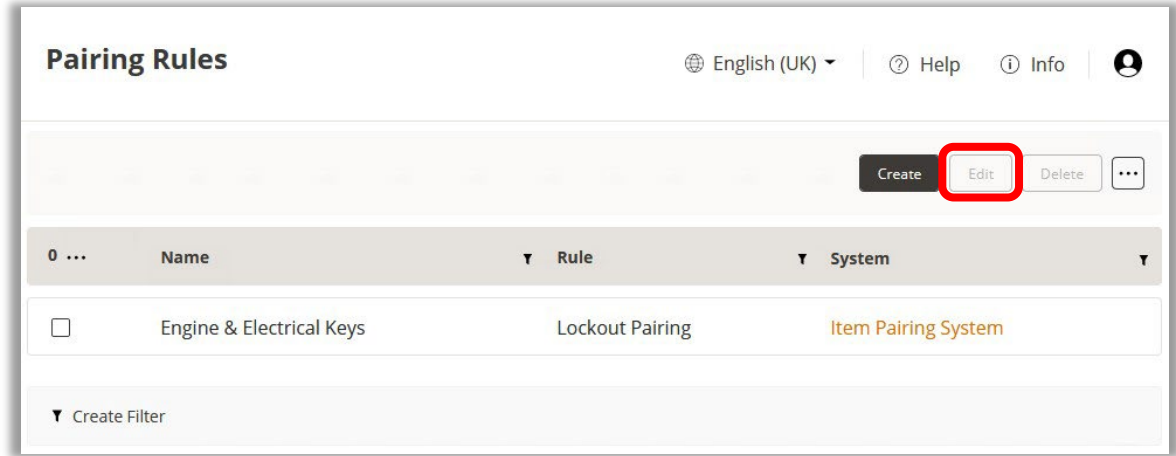 Pairing Rules English (UK) Help Info
Create Edit Delete ...
0 ... Name Rule System
Engine & Electrical Keys Lockout Pairing Item Pairing System
Create Filter